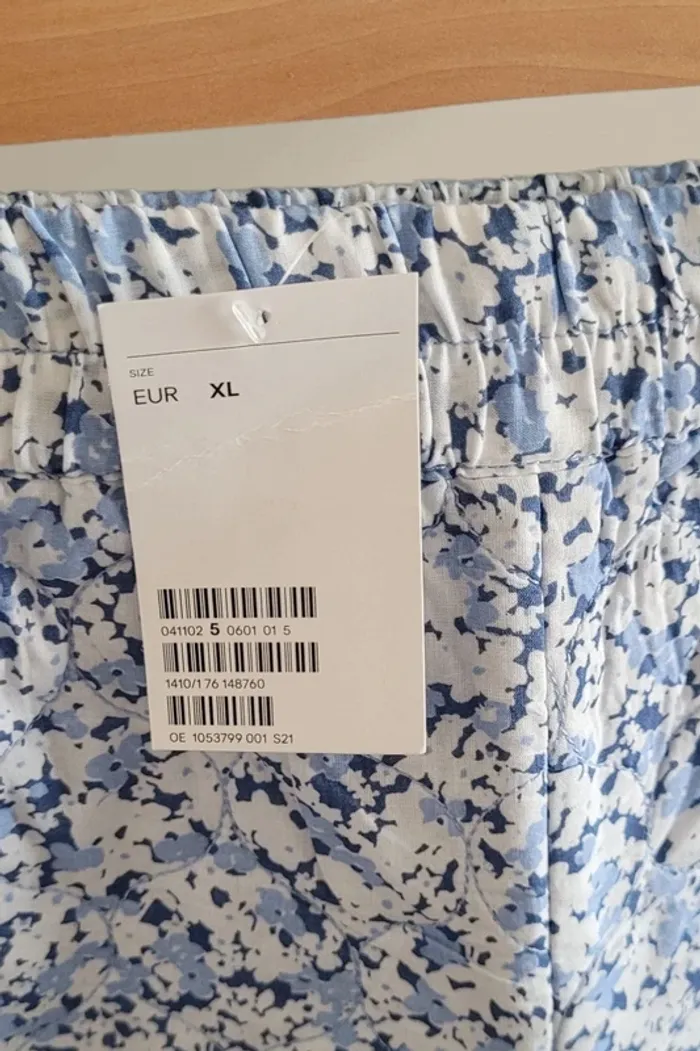 SIZE
EUR XL
041102 5 0601 01 5
1410/1 76 148760
OE 1053799 001 S21